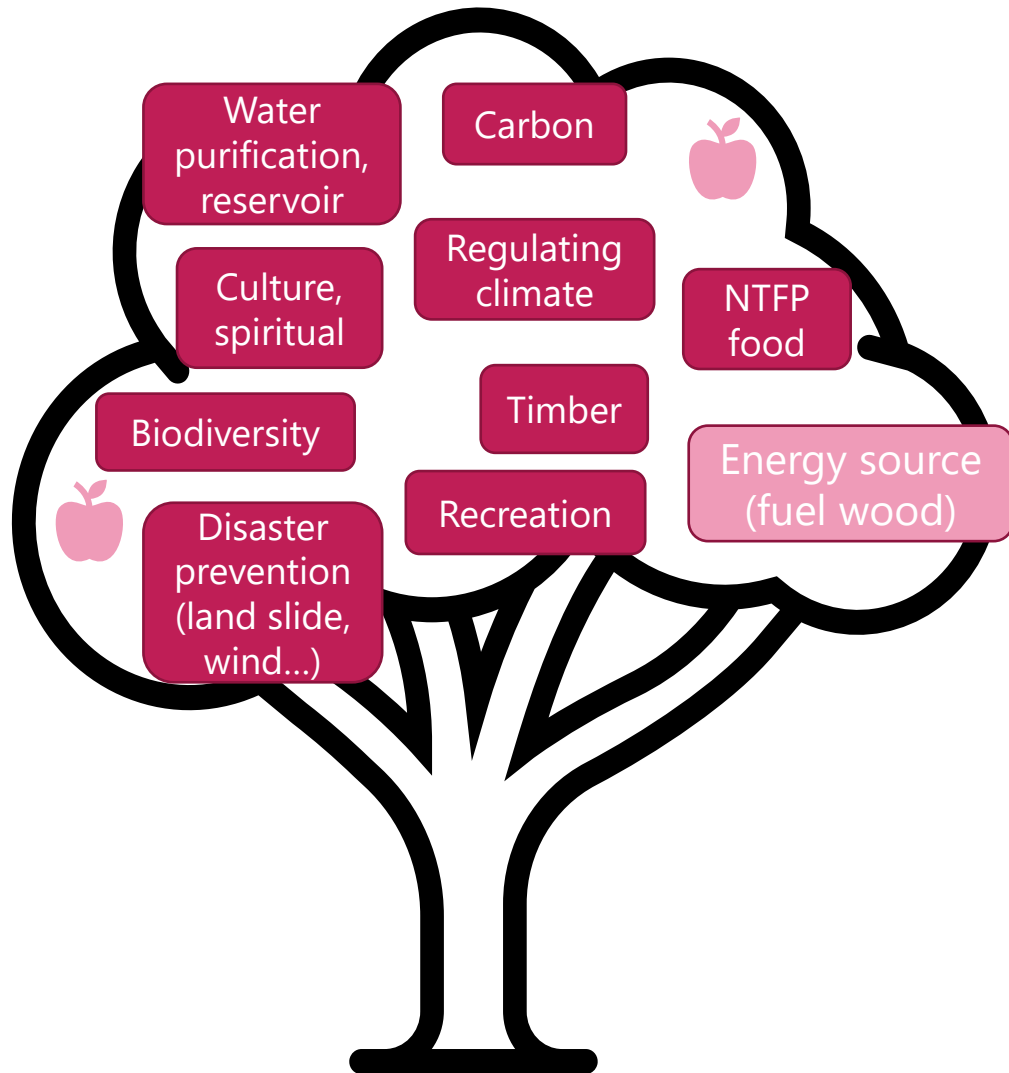 Water
purification,
reservoir
Carbon
Regulating
climate
Culture,
spiritual
NTFP
food
Timber
Biodiversity
Energy source
(fuel wood)
Recreation
Disaster
prevention
(land slide,
wind...)